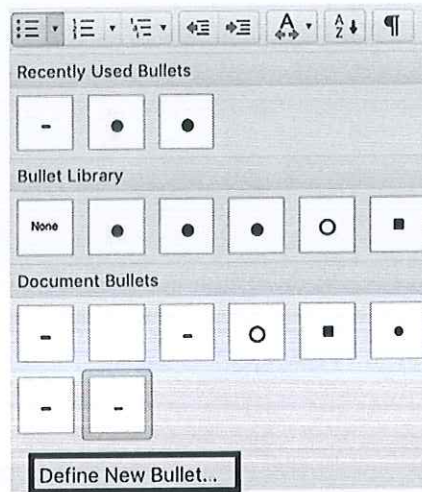 Recently Used Bullets
Bullet Library
None
Document Bullets
Define New Bullet...